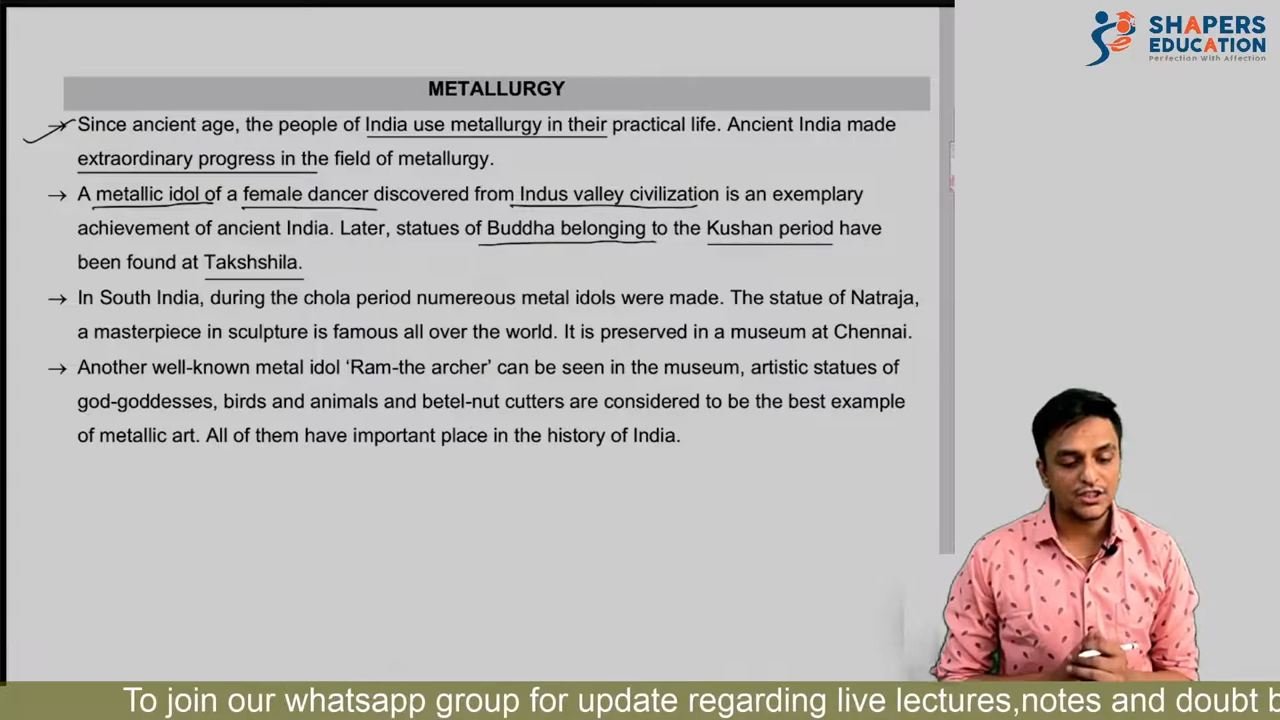 SHAPERS
EDUCATION
Perfection With Affection
METALLURGY
→ Since ancient age, the people of India use metallurgy in their practical life. Ancient India made
extraordinary progress in the field of metallurgy.
→ A metallic idol of a female dancer discovered from Indus valley civilization is an exemplary
achievement of ancient India. Later, statues of Buddha belonging to the Kushan period have
been found at Takshshila.
→ In South India, during the chola period numereous metal idols were made. The statue of Natraja,
a masterpiece in sculpture is famous all over the world. It is preserved in a museum at Chennai.
→ Another well-known metal idol ‘Ram-the archer’ can be seen in the museum, artistic statues of
god-goddesses, birds and animals and betel-nut cutters are considered to be the best example
of metallic art. All of them have important place in the history of India.
To join our whatsapp group for update regarding live lectures,notes and doubt b